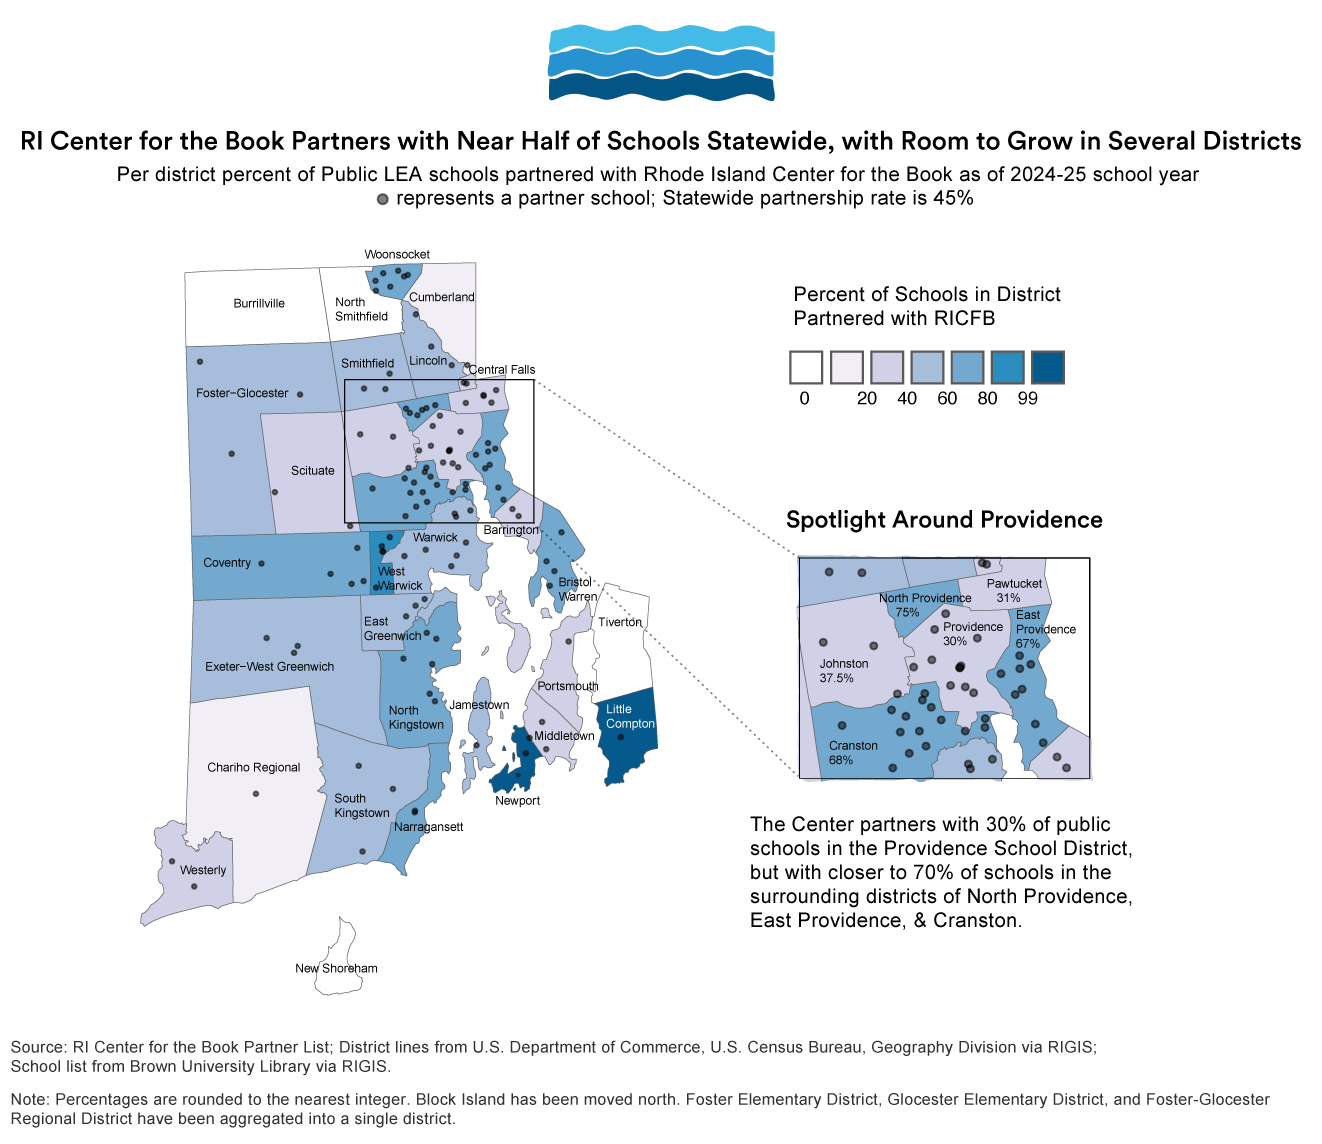 RI Center for the Book Partners with Near Half of Schools Statewide, with Room to Grow in Several Districts
Per district percent of Public LEA schools partnered with Rhode Island Center for the Book as of 2024-25 school year
represents a partner school; Statewide partnership rate is 45%
Woonsocket
Burrillville
North
Smithfield
Cumberland
Smithfield
Lincoln
Central Falls
Foster−Glocester
Scituate
Barrington
Warwick
Coventry
West
Warwick
Bristol
Warren
East
Greenwich
Tiverton
Exeter−West Greenwich
Portsmouth
North
Kingstown
Jamestown
Little
Compton
Middletown
Chariho Regional
South
Kingstown
Newport
Narragansett
Westerly
New Shoreham
Percent of Schools in District
Partnered with RICFB
0 20 40 60 80 99
Spotlight Around Providence
Pawtucket
31%
North Providence
75%
East
Providence
67%
Providence
30%
Johnston
37.5%
Cranston
68%
The Center partners with 30% of public
schools in the Providence School District,
but with closer to 70% of schools in the
surrounding districts of North Providence,
East Providence, & Cranston.
Source: RI Center for the Book Partner List; District lines from U.S. Department of Commerce, U.S. Census Bureau, Geography Division via RIGIS;
School list from Brown University Library via RIGIS.
Note: Percentages are rounded to the nearest integer. Block Island has been moved north. Foster Elementary District, Glocester Elementary District, and Foster-Glocester
Regional District have been aggregated into a single district.